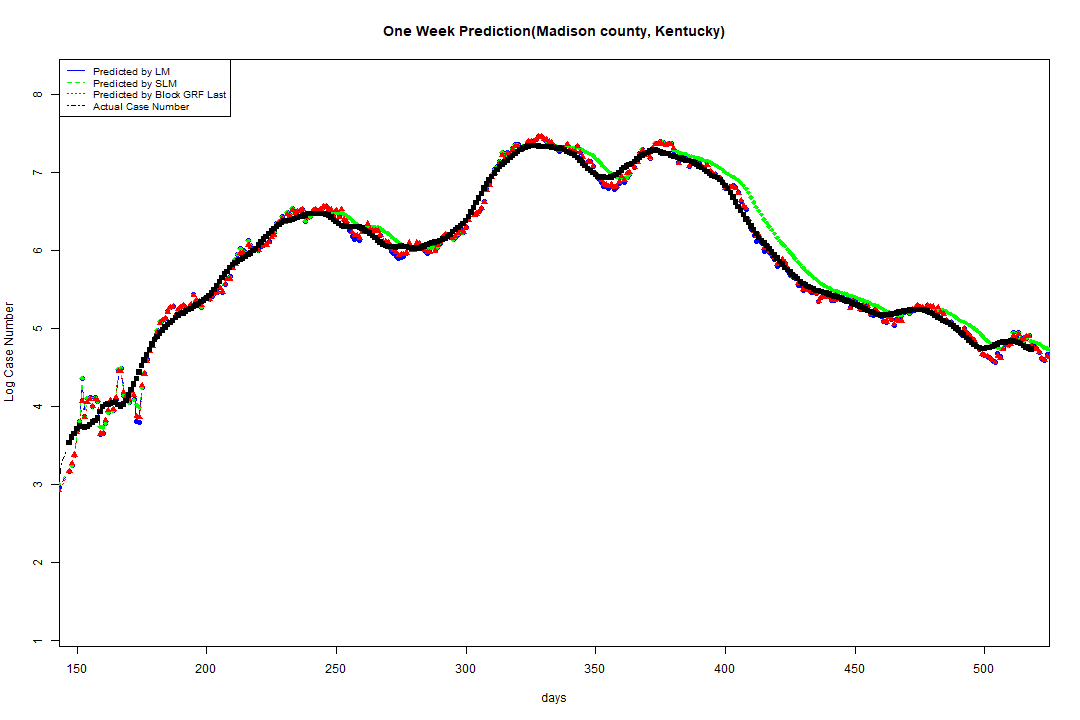 One Week Prediction(Madison county, Kentucky)
Predicted by LM
Predicted by SLM
Predicted by Block GRF Last
Actual Case Number
8
7
6
5
4
3
2
1
Log Case Number
150 200 250 300 350 400 450 500
days